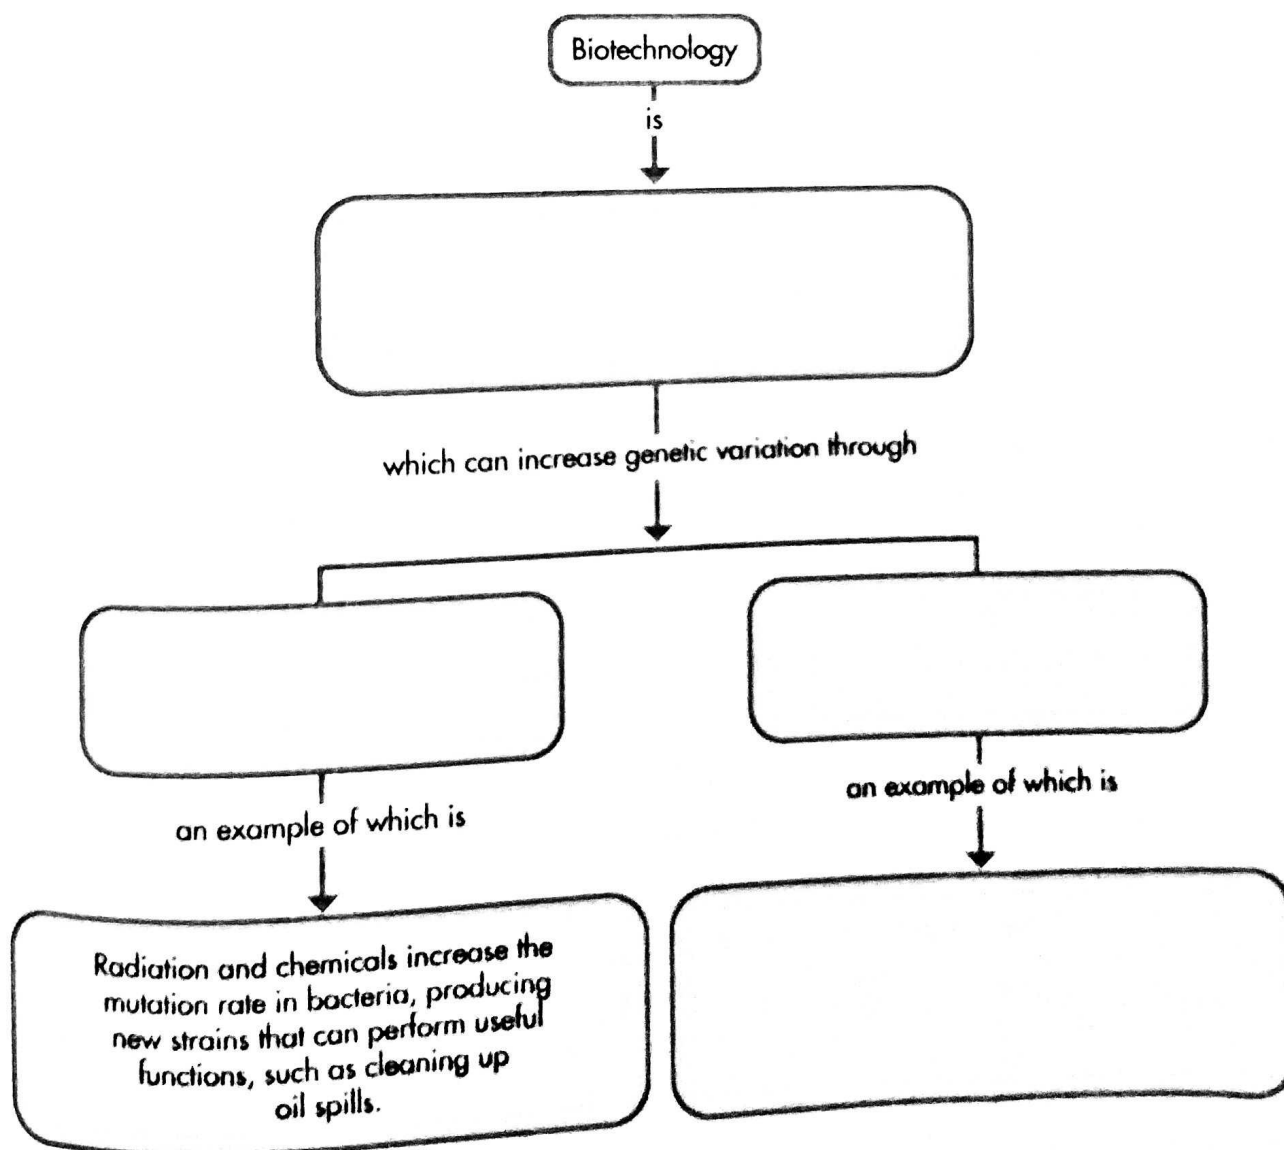 Biotechnology
is
which can increase genetic variation through
an example of which is
an example of which is
Radiation and chemicals increase the
mutation rate in bacteria, producing
new strains that can perform useful
functions, such as cleaning up
oil spills.